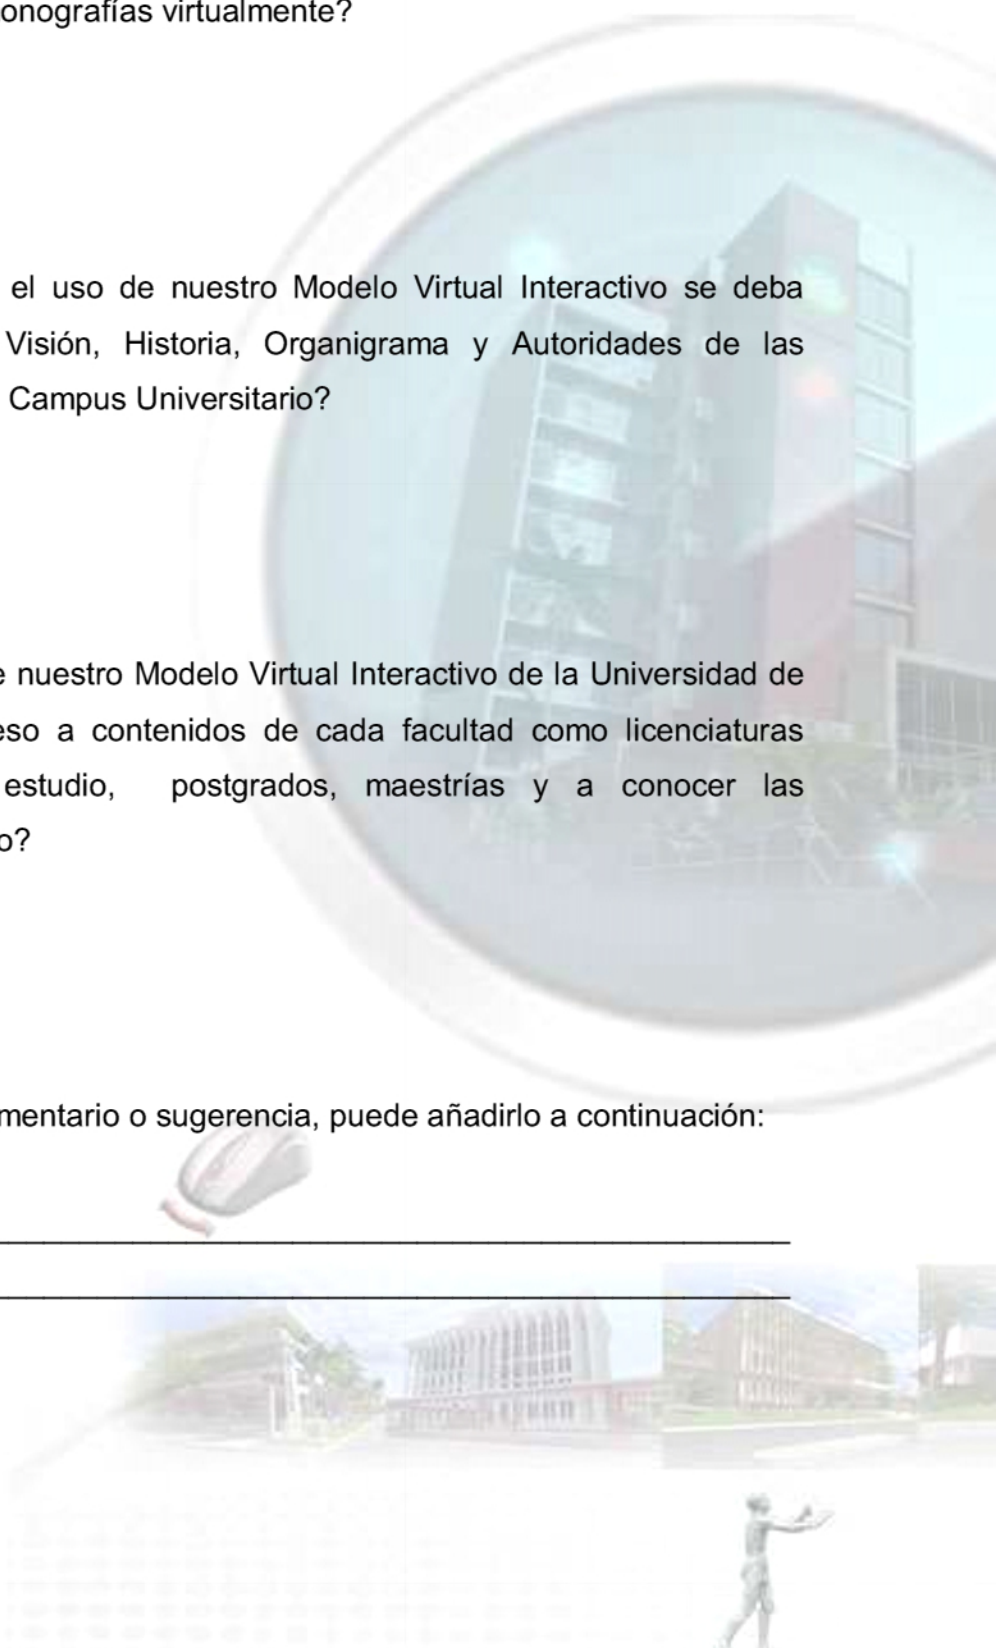 onografías virtualmente?
el uso de nuestro Modelo Virtual Interactivo se deba
Visión, Historia, Organigrama y Autoridades de las
Campus Universitario?
nuestro Modelo Virtual Interactivo de la Universidad de
eso a contenidos de cada facultad como licenciaturas
estudio, postgrados, maestrías y a conocer las
o?
mentario o sugerencia, puede añadirlo a continuación: